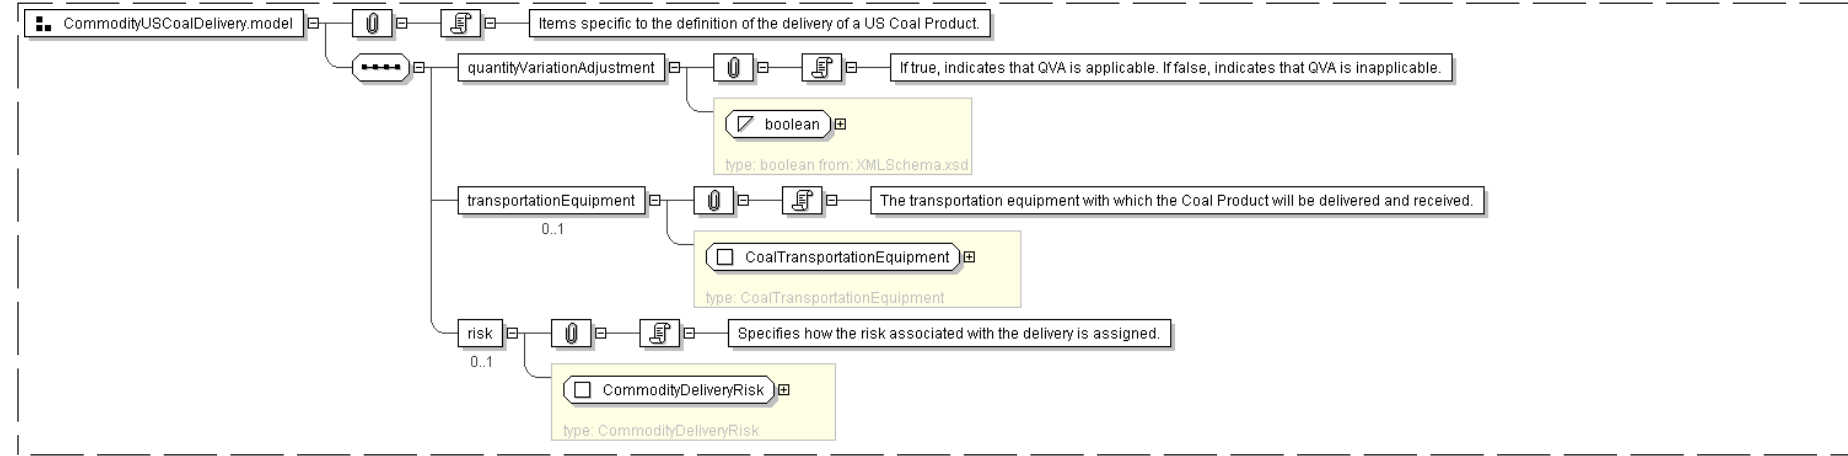 CommodityUSCoalDelivery.model
Items specific to the definition of the delivery of a US Coal Product.
quantityVariationAdjustment
If true, indicates that QVA is applicable. If false, indicates that QVA is inapplicable.
boolean
type: boolean from: XMLSchema.xsd
transportationEquipment
The transportation equipment with which the Coal Product will be delivered and received.
0..1
CoalTransportationEquipment
type: CoalTransportationEquipment
risk
Specifies how the risk associated with the delivery is assigned.
0..1
CommodityDeliveryRisk
type: CommodityDeliveryRisk